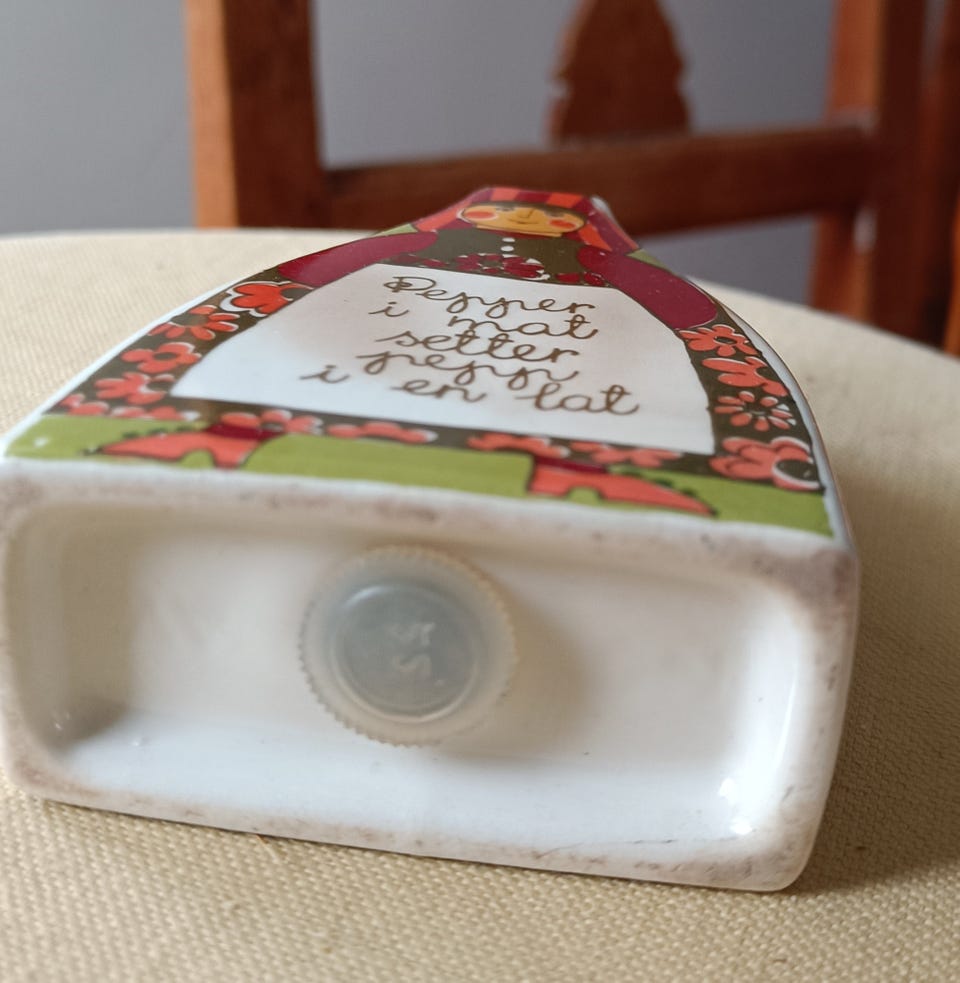 Pepper
i mat
setter
pepp
i en lat